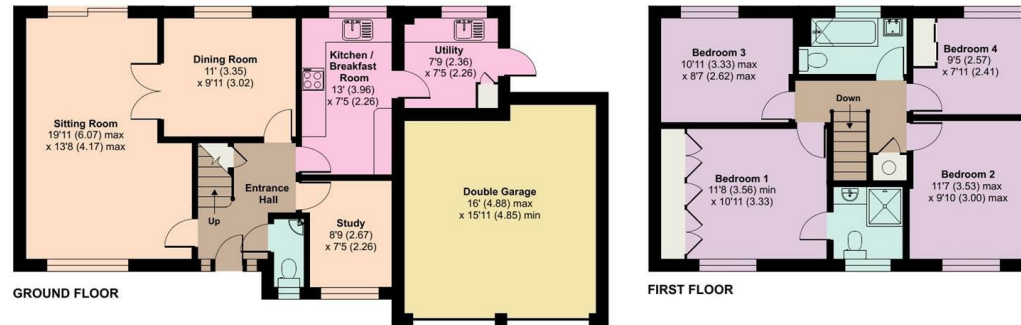 Sitting Room
19'11 (6.07) max
x 13'8 (4.17) max
Dining Room
11' (3.35)
x 9'11 (3.02)
Kitchen /
Breakfast
Room
13' (3.96)
x 7'5 (2.26)
Utility
7'9 (2.36)
x 7'5 (2.26)
Up
Entrance
Hall
Study
8'9 (2.67)
x 7'5 (2.26)
Double Garage
16' (4.88) max
x 15'11 (4.85) min
GROUND FLOOR
Bedroom 3
10'11 (3.33) max
x 8'7 (2.62) max
Bedroom 4
9'5 (2.57)
x 7'11 (2.41)
Down
Bedroom 1
11'8 (3.56) min
x 10'11 (3.33)
Bedroom 2
11'7 (3.53) max
x 9'10 (3.00) max
FIRST FLOOR